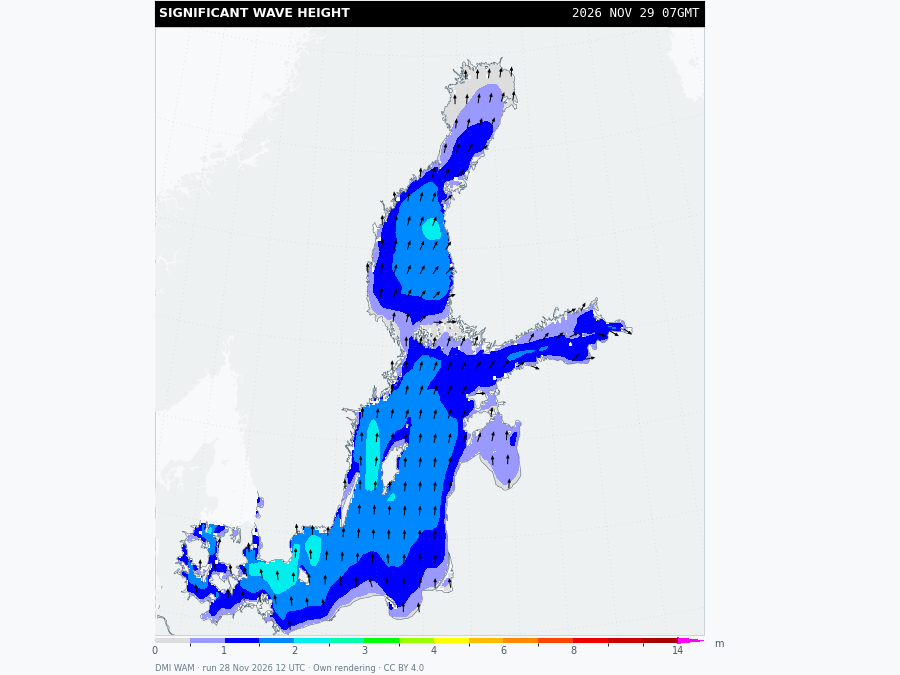 SIGNIFICANT WAVE HEIGHT 2026 NOV 29 07GMT
0 1 2 3 4 6 8 14 m
DMI WAM · run 28 Nov 2026 12 UTC · Own rendering · CC BY 4.0